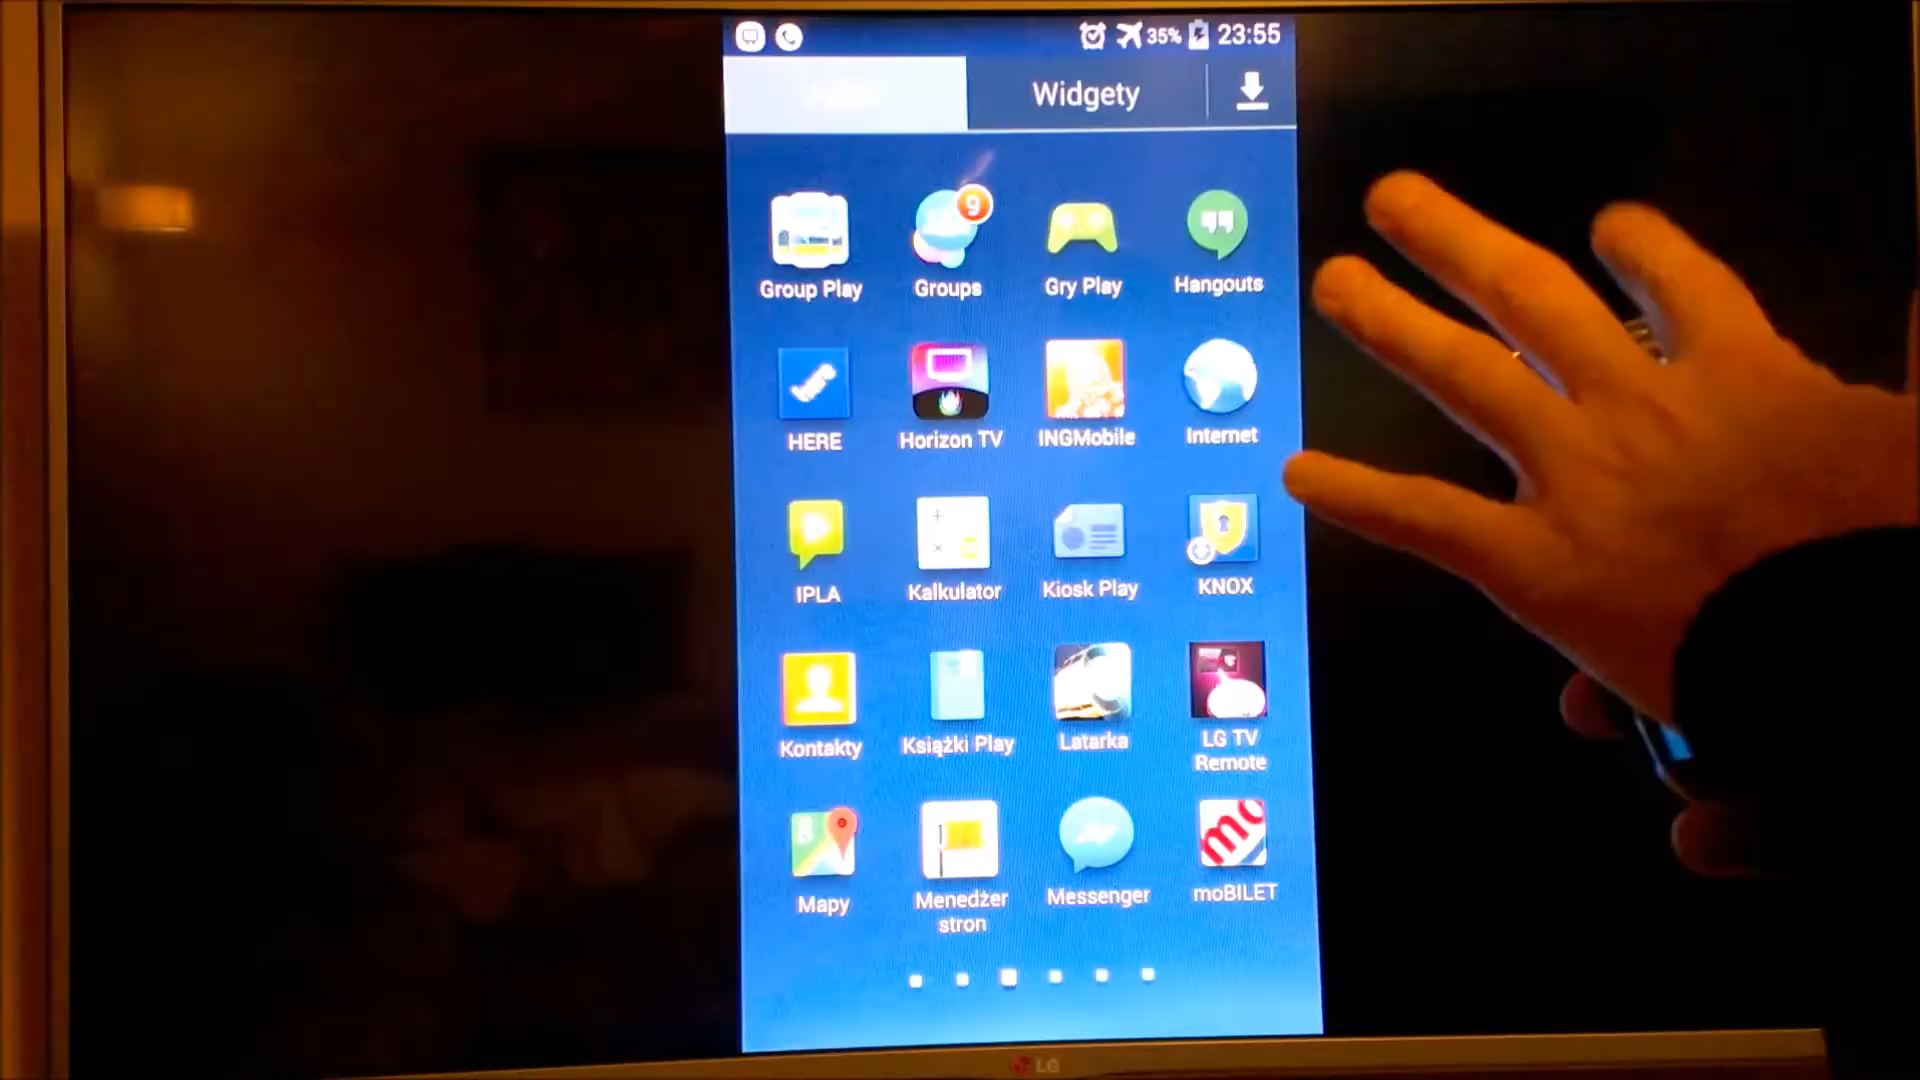 35% 23:55
Widgety
9
Group Play Groups Gry Play Hangouts
HERE Horizon TV INGMobile Internet
IPLA Kalkulator Kiosk Play KNOX
Kontakty Książki Play Latarka LG TV
Remote
Mapy Menedżer Messenger moBILET
stron
LG